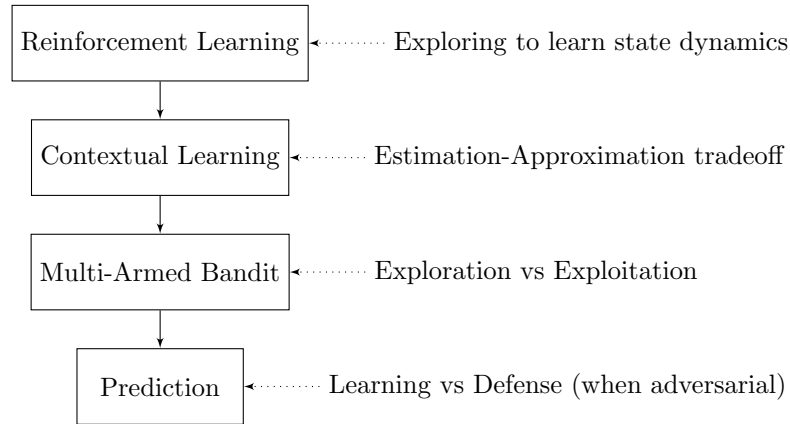 Reinforcement Learning
Exploring to learn state dynamics
Contextual Learning
Estimation-Approximation tradeoff
Multi-Armed Bandit
Exploration vs Exploitation
Prediction
Learning vs Defense (when adversarial)